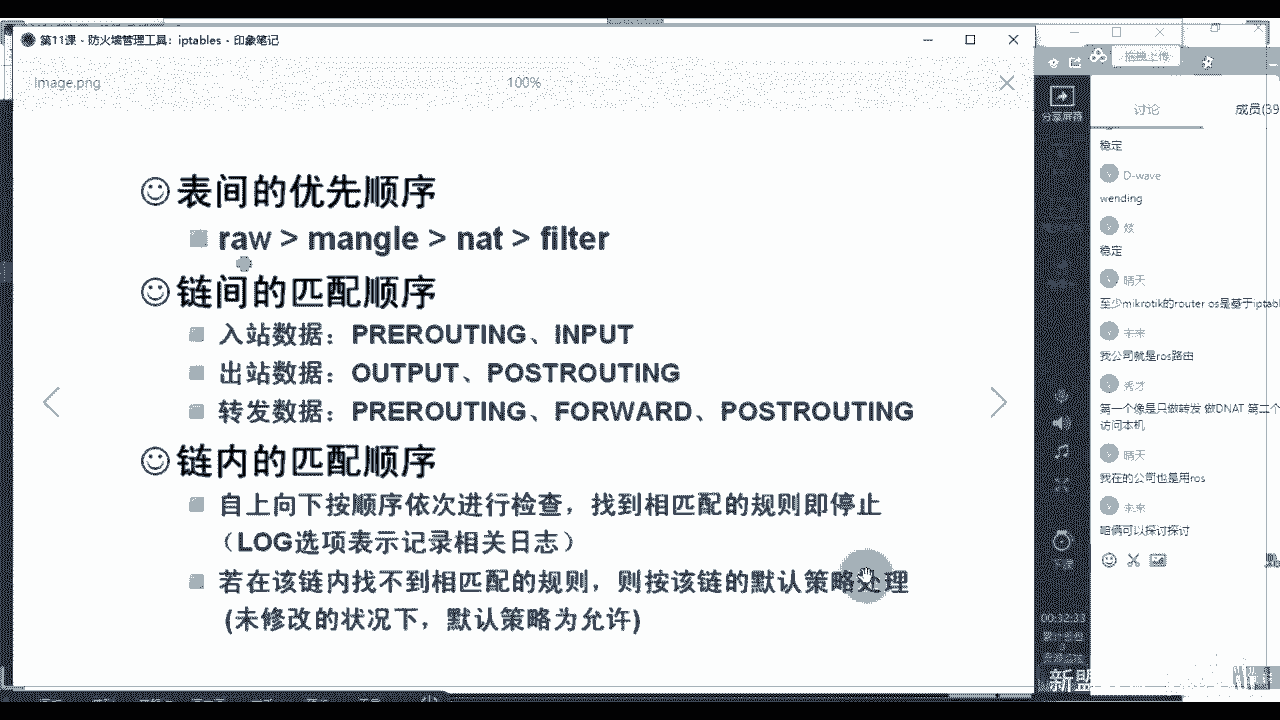 第11课 - 防火墙管理工具：iptables - 印象笔记
Image.png
100%
表间的优先顺序
raw > mangle > nat > filter
链间的匹配顺序
入站数据：PREROUTING、INPUT
出站数据：OUTPUT、POSTROUTING
转发数据：PREROUTING、FORWARD、POSTROUTING
链内的匹配顺序
自上向下按顺序依次进行检查，找到相匹配的规则即停止
（LOG选项表示记录相关日志）
若在该链内找不到相匹配的规则，则按该链的默认策略处理
(未修改的状况下，默认策略为允许)
拖拽上传
分享屏幕
00:32:33
讨论
成员(39
稳定
D-wave
wending
炫
稳定
晴天
至少mikrotik的router os是基于iptabl
未来
我公司就是ros路由
秀才
第一个像是只做转发 做DNAT 第二个
访问本机
晴天
我在的公司也是用ros
未来
咱俩可以探讨探讨
新盟